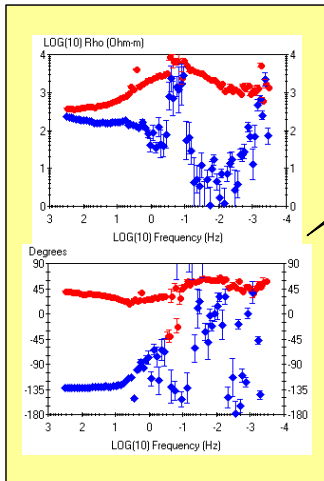 LOG(10) Rho (Ohm-m)
4 4
3 3
2 2
1 1
0 0
3 2 1 0 -1 -2 -3 -4
LOG(10) Frequency (Hz)
Degrees
90 90
45 45
0 0
-45 -45
-90 -90
-135 -135
-180 -180
3 2 1 0 -1 -2 -3 -4
LOG(10) Frequency (Hz)